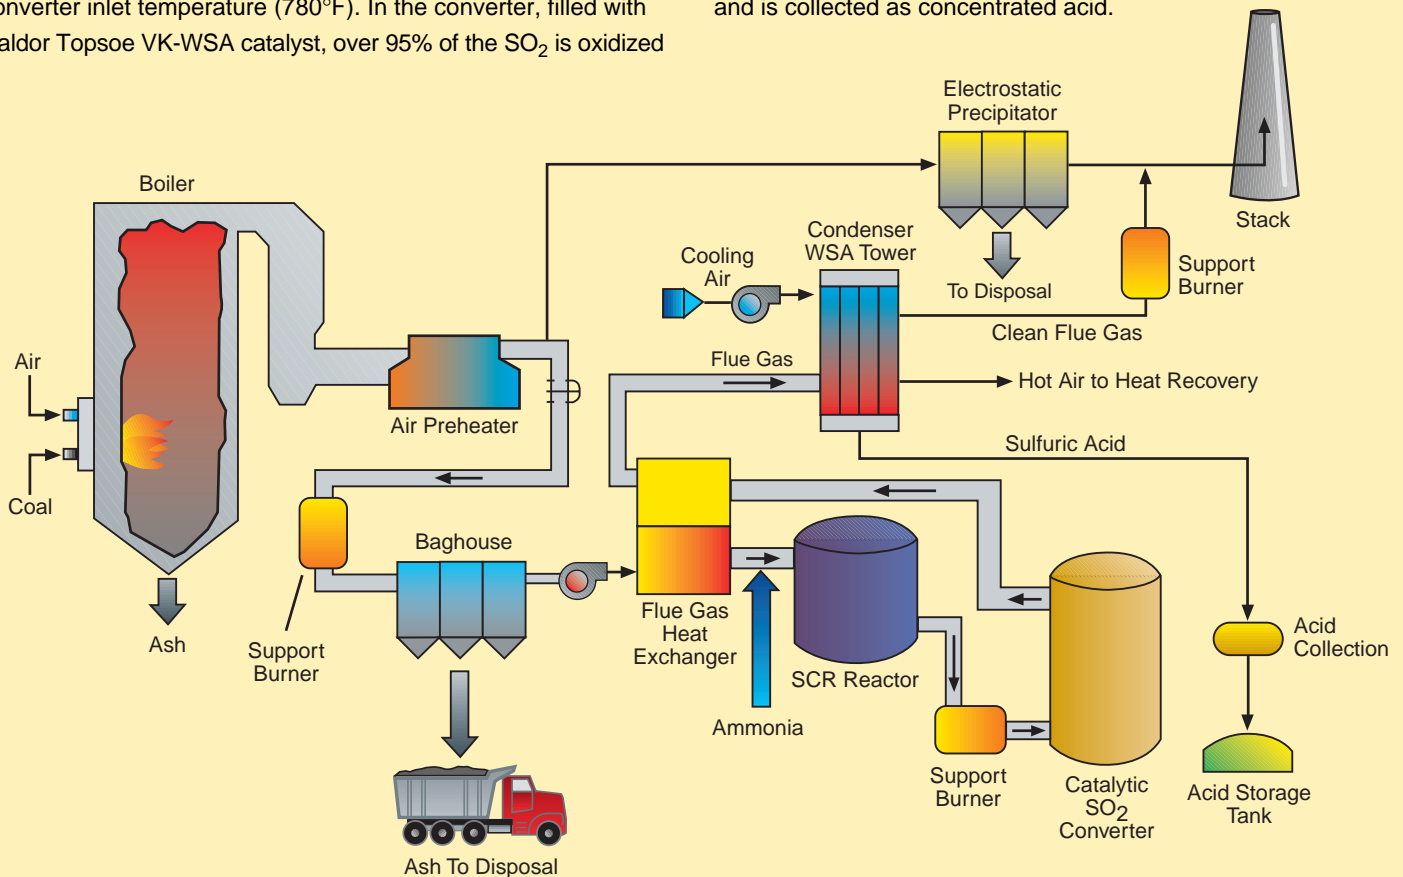 onverter inlet temperature (780°F). In the converter, filled with
aldor Topsoe VK-WSA catalyst, over 95% of the SO₂ is oxidized
and is collected as concentrated acid.
Electrostatic
Precipitator
Boiler
Stack
Condenser
WSA Tower
Cooling
Air
To Disposal
Support
Burner
Clean Flue Gas
Flue Gas
Hot Air to Heat Recovery
Air
Air Preheater
Sulfuric Acid
Coal
Baghouse
Flue Gas
Heat
Exchanger
Ash
Support
Burner
SCR Reactor
Acid
Collection
Ammonia
Support
Burner
Catalytic
SO₂
Converter
Acid Storage
Tank
Ash To Disposal